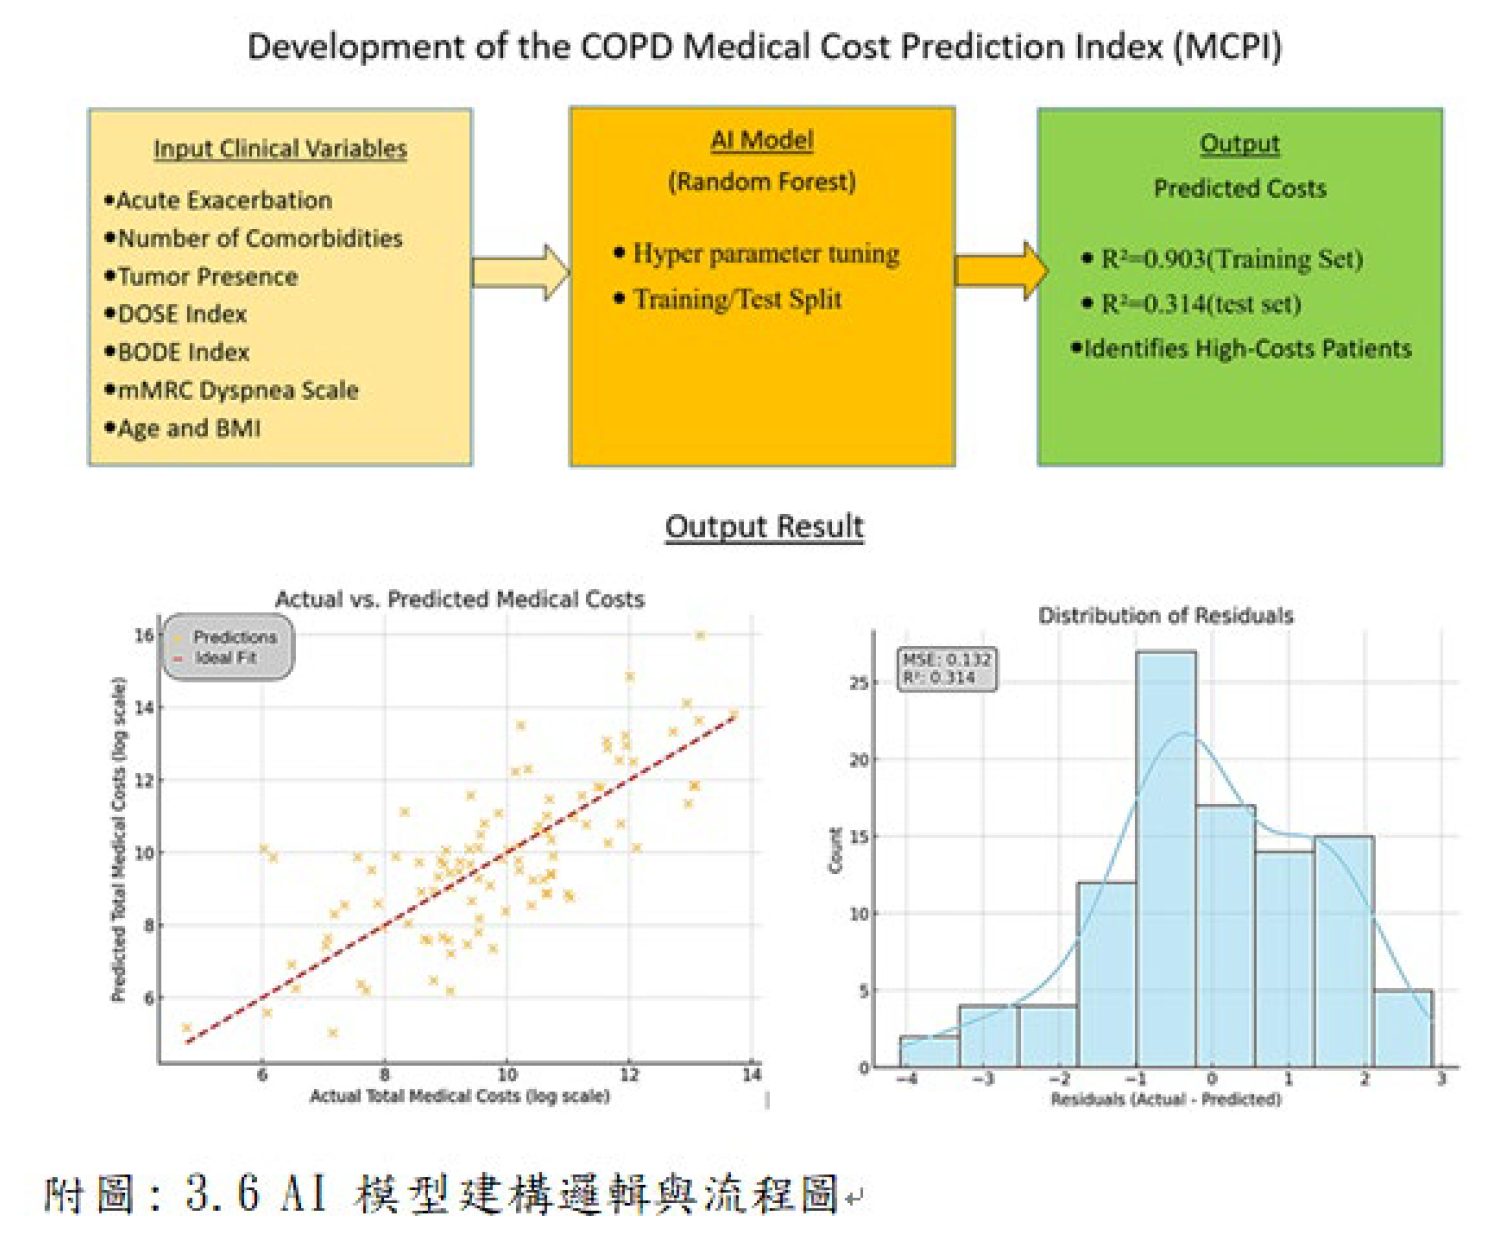 Development of the COPD Medical Cost Prediction Index (MCPI)
Input Clinical Variables
•Acute Exacerbation
•Number of Comorbidities
•Tumor Presence
•DOSE Index
•BODE Index
•mMRC Dyspnea Scale
•Age and BMI
AI Model
(Random Forest)
• Hyper parameter tuning
• Training/Test Split
Output
Predicted Costs
• R²=0.903(Training Set)
• R²=0.314(test set)
•Identifies High-Costs Patients
Output Result
Actual vs. Predicted Medical Costs
Predictions
Ideal Fit
Predicted Total Medical Costs (log scale)
16
14
12
10
8
6
6 8 10 12 14
Actual Total Medical Costs (log scale)
Distribution of Residuals
MSE: 0.132
R²: 0.314
Count
25
20
15
10
5
0
−4 −3 −2 −1 0 1 2 3
Residuals (Actual - Predicted)
附圖: 3.6 AI 模型建構邏輯與流程圖↵